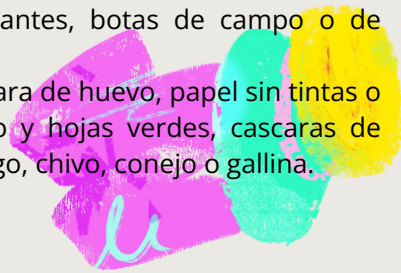 antes, botas de campo o de
ara de huevo, papel sin tintas o
o y hojas verdes, cascaras de
go, chivo, conejo o gallina.